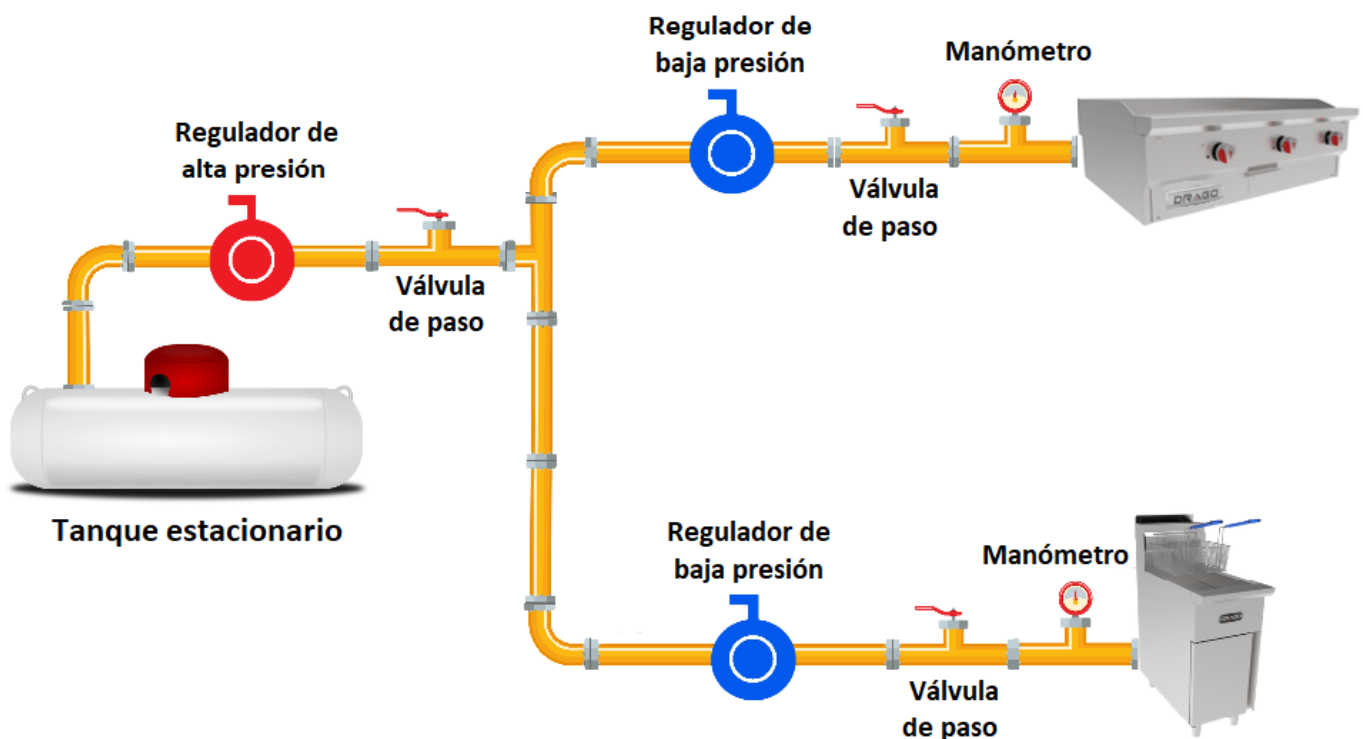 Regulador de
baja presión
Manómetro
Regulador de
alta presión
DRAGO
Válvula
de paso
Válvula
de paso
Tanque estacionario
Regulador de
baja presión
Manómetro
Válvula
de paso